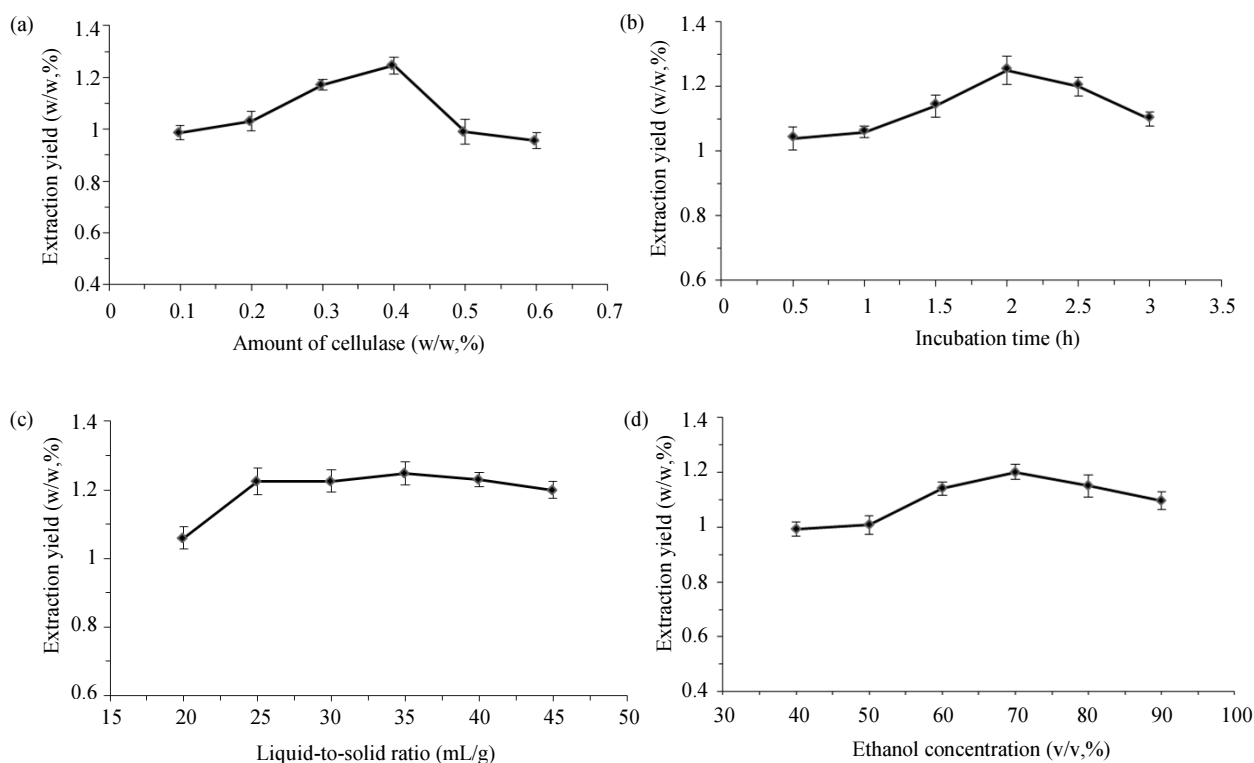 (a)
Extraction yield (w/w,%)
1.4
1.2
1
0.8
0.6
0.4
0 0.1 0.2 0.3 0.4 0.5 0.6 0.7
Amount of cellulase (w/w,%)
(b)
Extraction yield (w/w,%)
1.4
1.2
1
0.8
0.6
0 0.5 1 1.5 2 2.5 3 3.5
Incubation time (h)
(c)
Extraction yield (w/w,%)
1.4
1.2
1
0.8
0.6
15 20 25 30 35 40 45 50
Liquid-to-solid ratio (mL/g)
(d)
Extraction yield (w/w,%)
1.4
1.2
1
0.8
0.6
0.4
30 40 50 60 70 80 90 100
Ethanol concentration (v/v,%)